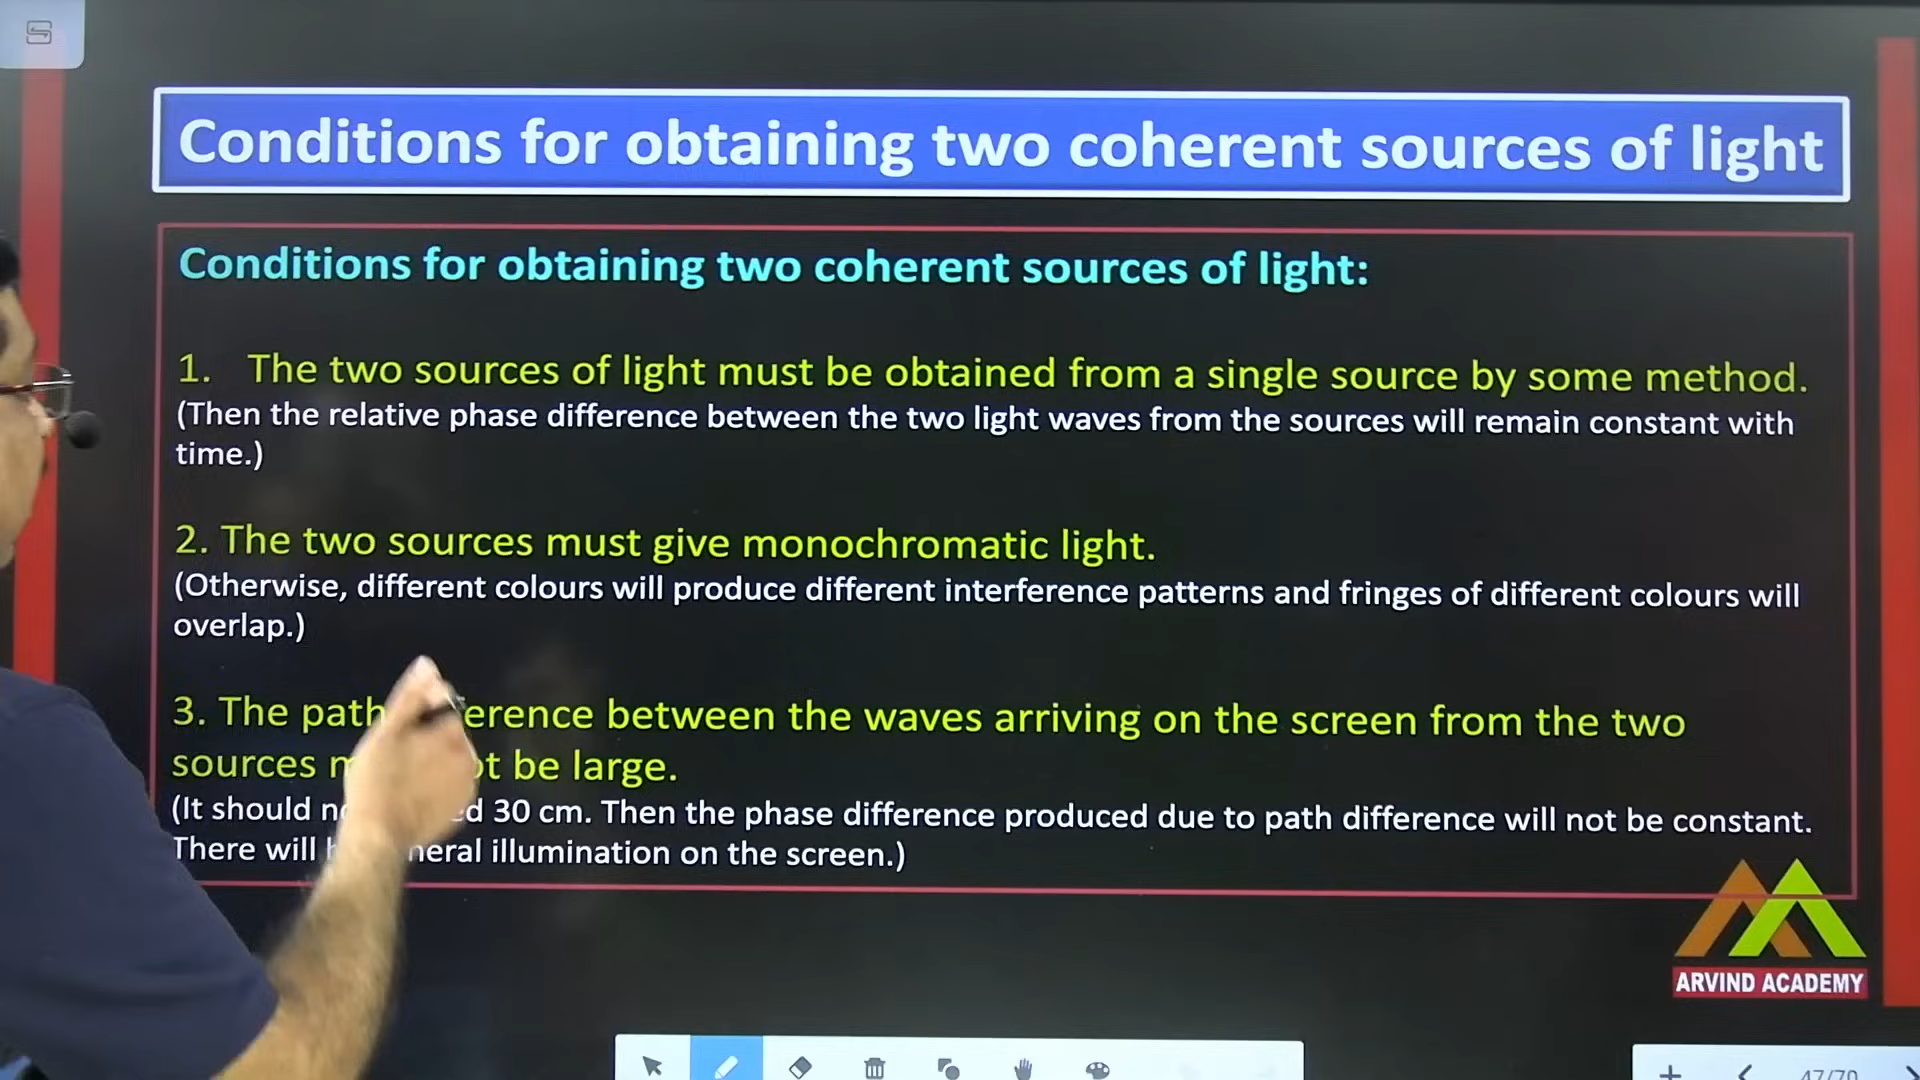 Conditions for obtaining two coherent sources of light
Conditions for obtaining two coherent sources of light:
1. The two sources of light must be obtained from a single source by some method.
(Then the relative phase difference between the two light waves from the sources will remain constant with
time.)
2. The two sources must give monochromatic light.
(Otherwise, different colours will produce different interference patterns and fringes of different colours will
overlap.)
3. The path between the waves arriving on the screen from the two
sources be large.
(It should 30 cm. Then the phase difference produced due to path difference will not be constant.
There will illumination on the screen.)
ARVIND ACADEMY
47/70